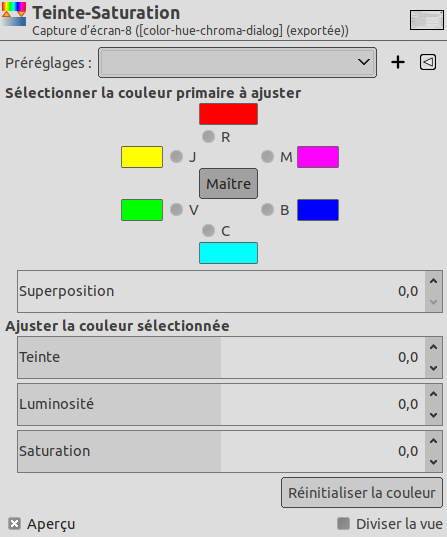 Teinte-Saturation
Capture d'écran-8 ([color-hue-chroma-dialog] (exportée))
Préréglages :
Sélectionner la couleur primaire à ajuster
R
J M
Maître
V B
C
Superposition 0,0
Ajuster la couleur sélectionnée
Teinte 0,0
Luminosité 0,0
Saturation 0,0
Réinitialiser la couleur
Aperçu Diviser la vue